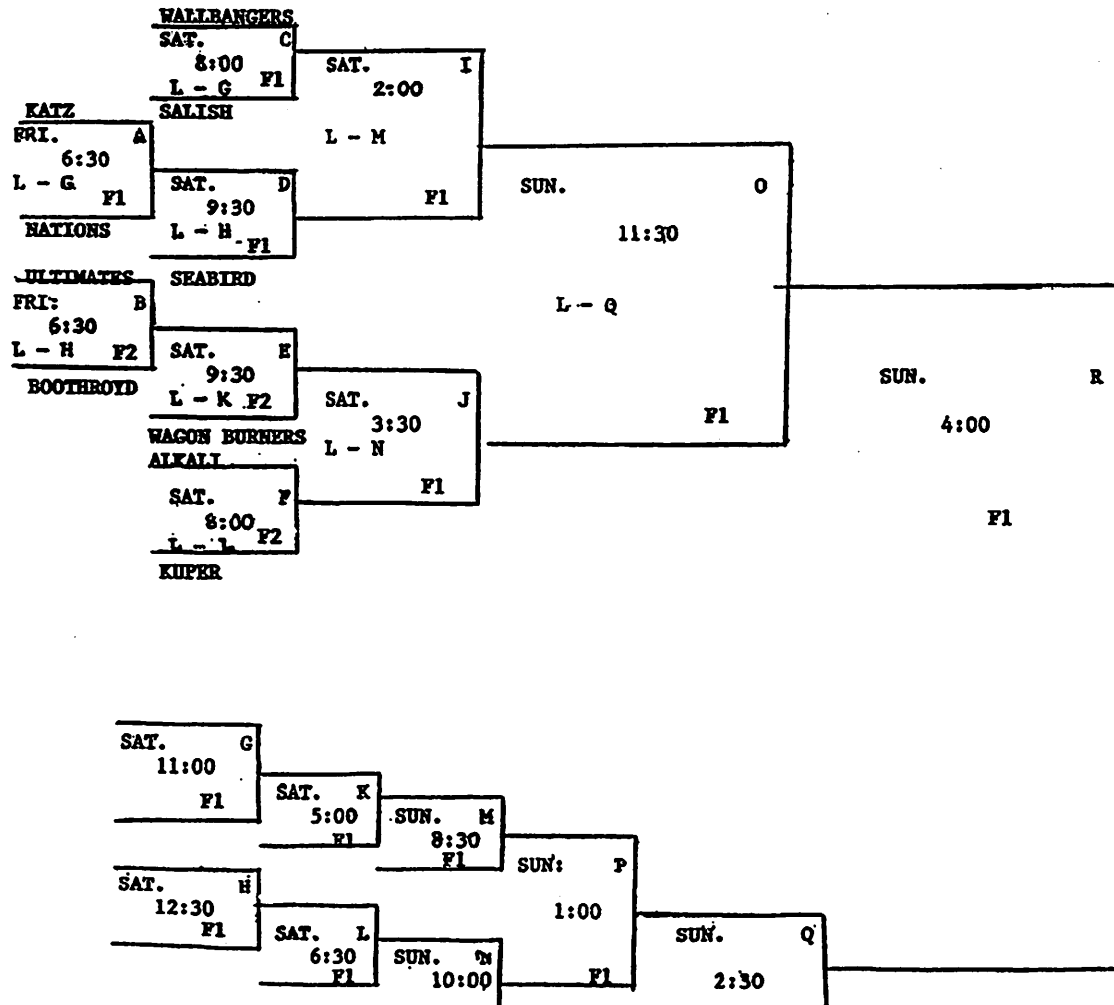 WALLBANGERS
SAT. C
8:00
L - G F1
SALISH
SAT. I
2:00
L - M
F1
KATZ
FRI. A
6:30
L - G
F1
NATIONS
SAT. D
9:30
L - H
F1
SEABIRD
SUN. O
11:30
L - Q
F1
ULTIMATES
FRI: B
6:30
L - H F2
BOOTHROYD
SAT. E
9:30
L - K F2
WAGON BURNERS
SAT. J
3:30
L - N
F1
ALKALI
SAT. F
8:00
F2
L - L
KUPER
SUN. R
4:00
F1
SAT. G
11:00
F1
SAT. K
5:00
F1
SUN. M
8:30
F1
SAT. H
12:30
F1
SAT. L
6:30
F1
SUN. N
10:00
SUN: P
1:00
F1
SUN. Q
2:30